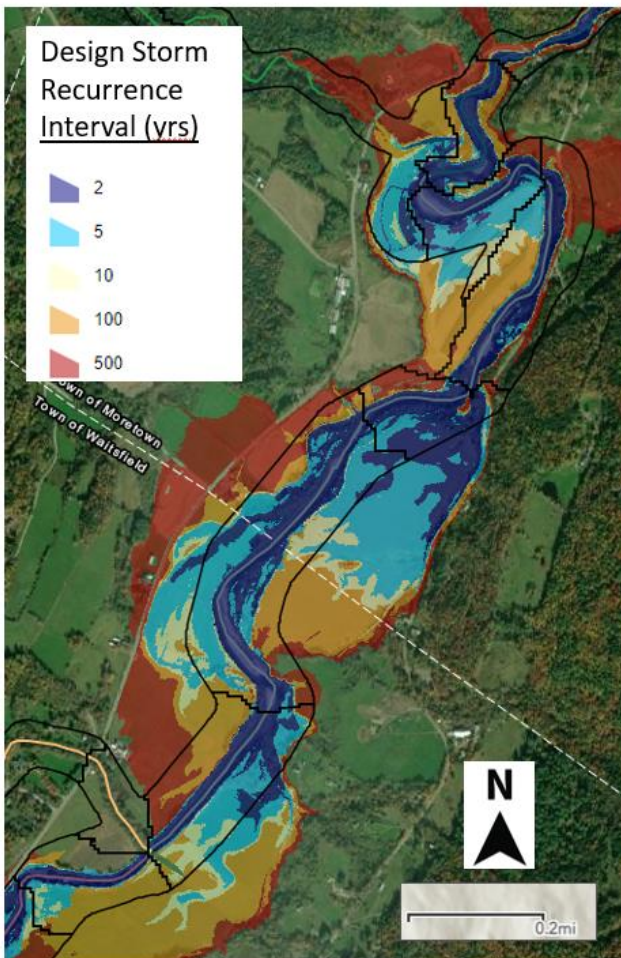 Design Storm
Recurrence
Interval (yrs)
2
5
10
100
500
Town of Moretown
Town of Waitsfield
N
0.2mi